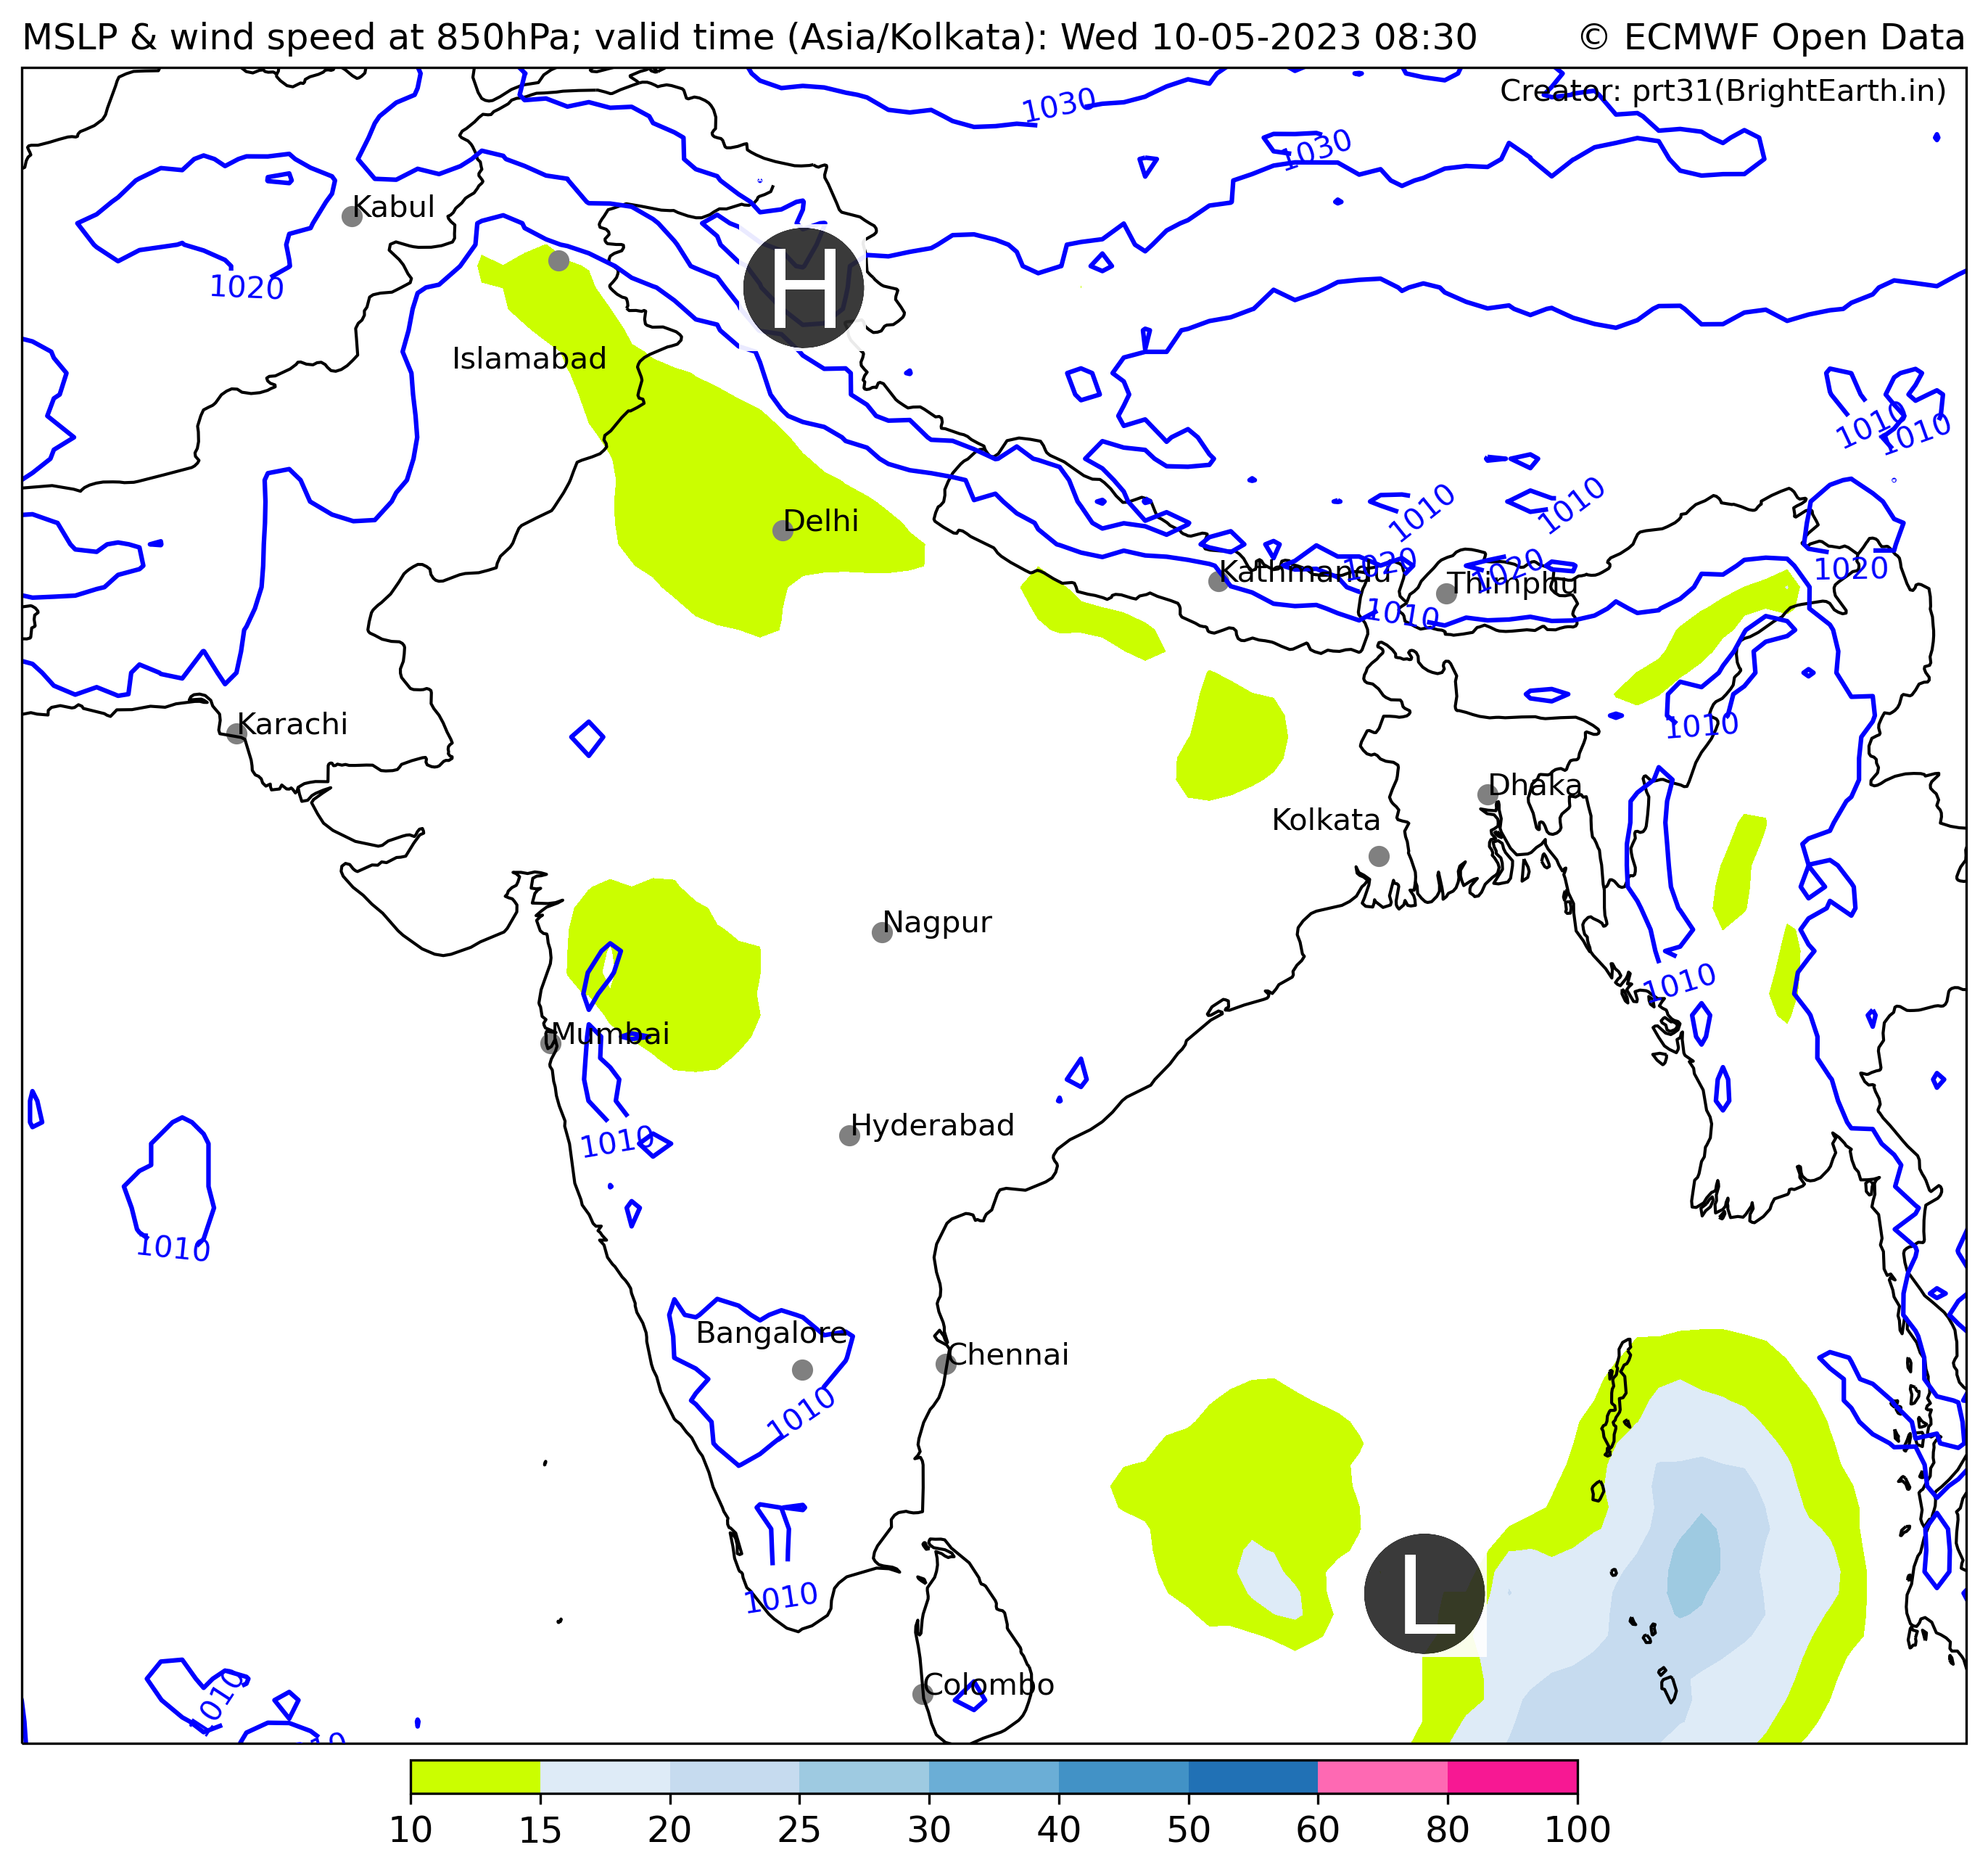 MSLP & wind speed at 850hPa; valid time (Asia/Kolkata): Wed 10-05-2023 08:30
© ECMWF Open Data
Creator: prt31(BrightEarth.in)
1030
1030
Kabul
1020
H
Islamabad
1010
1010
Delhi
1010
1010
Kathmandu
1020
Thimphu
1020
1020
1010
Karachi
1010
Dhaka
Kolkata
Nagpur
1010
Mumbai
Hyderabad
1010
1010
Bangalore
Chennai
1010
1010
L
Colombo
1010
10 15 20 25 30 40 50 60 80 100